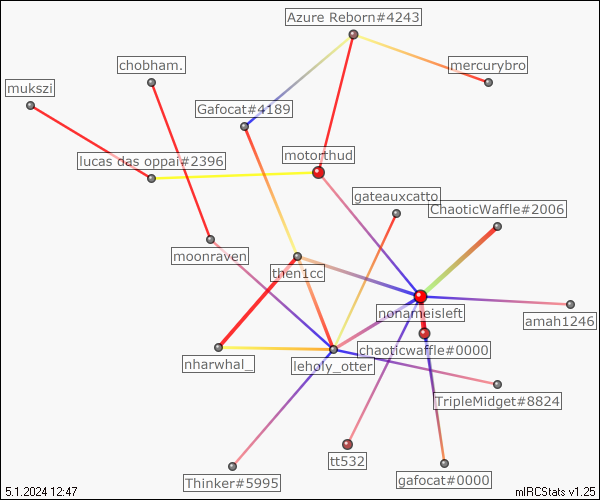 Azure Reborn#4243
chobham.
mercurybro
mukszi
Gafocat#4189
motorthud
lucas das oppai#2396
gateauxcatto
ChaoticWaffle#2006
moonraven
then1cc
nonameisleft
amah1246
chaoticwaffle#0000
nharwhal_
leholy_otter
TripleMidget#8824
tt532
Thinker#5995
gafocat#0000
5.1.2024 12:47
mIRCStats v1.25